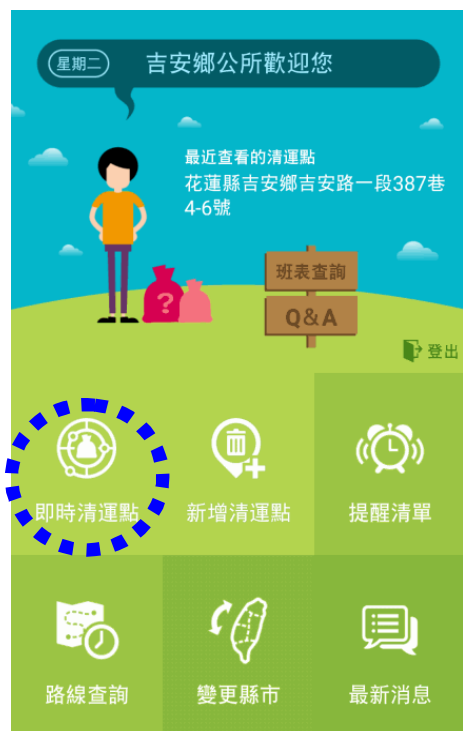 星期二
吉安鄉公所歡迎您
最近查看的清運點
花蓮縣吉安鄉吉安路一段387巷
4-6號
?
班表查詢
Q&A
登出
即時清運點
新增清運點
提醒清單
路線查詢
變更縣市
最新消息